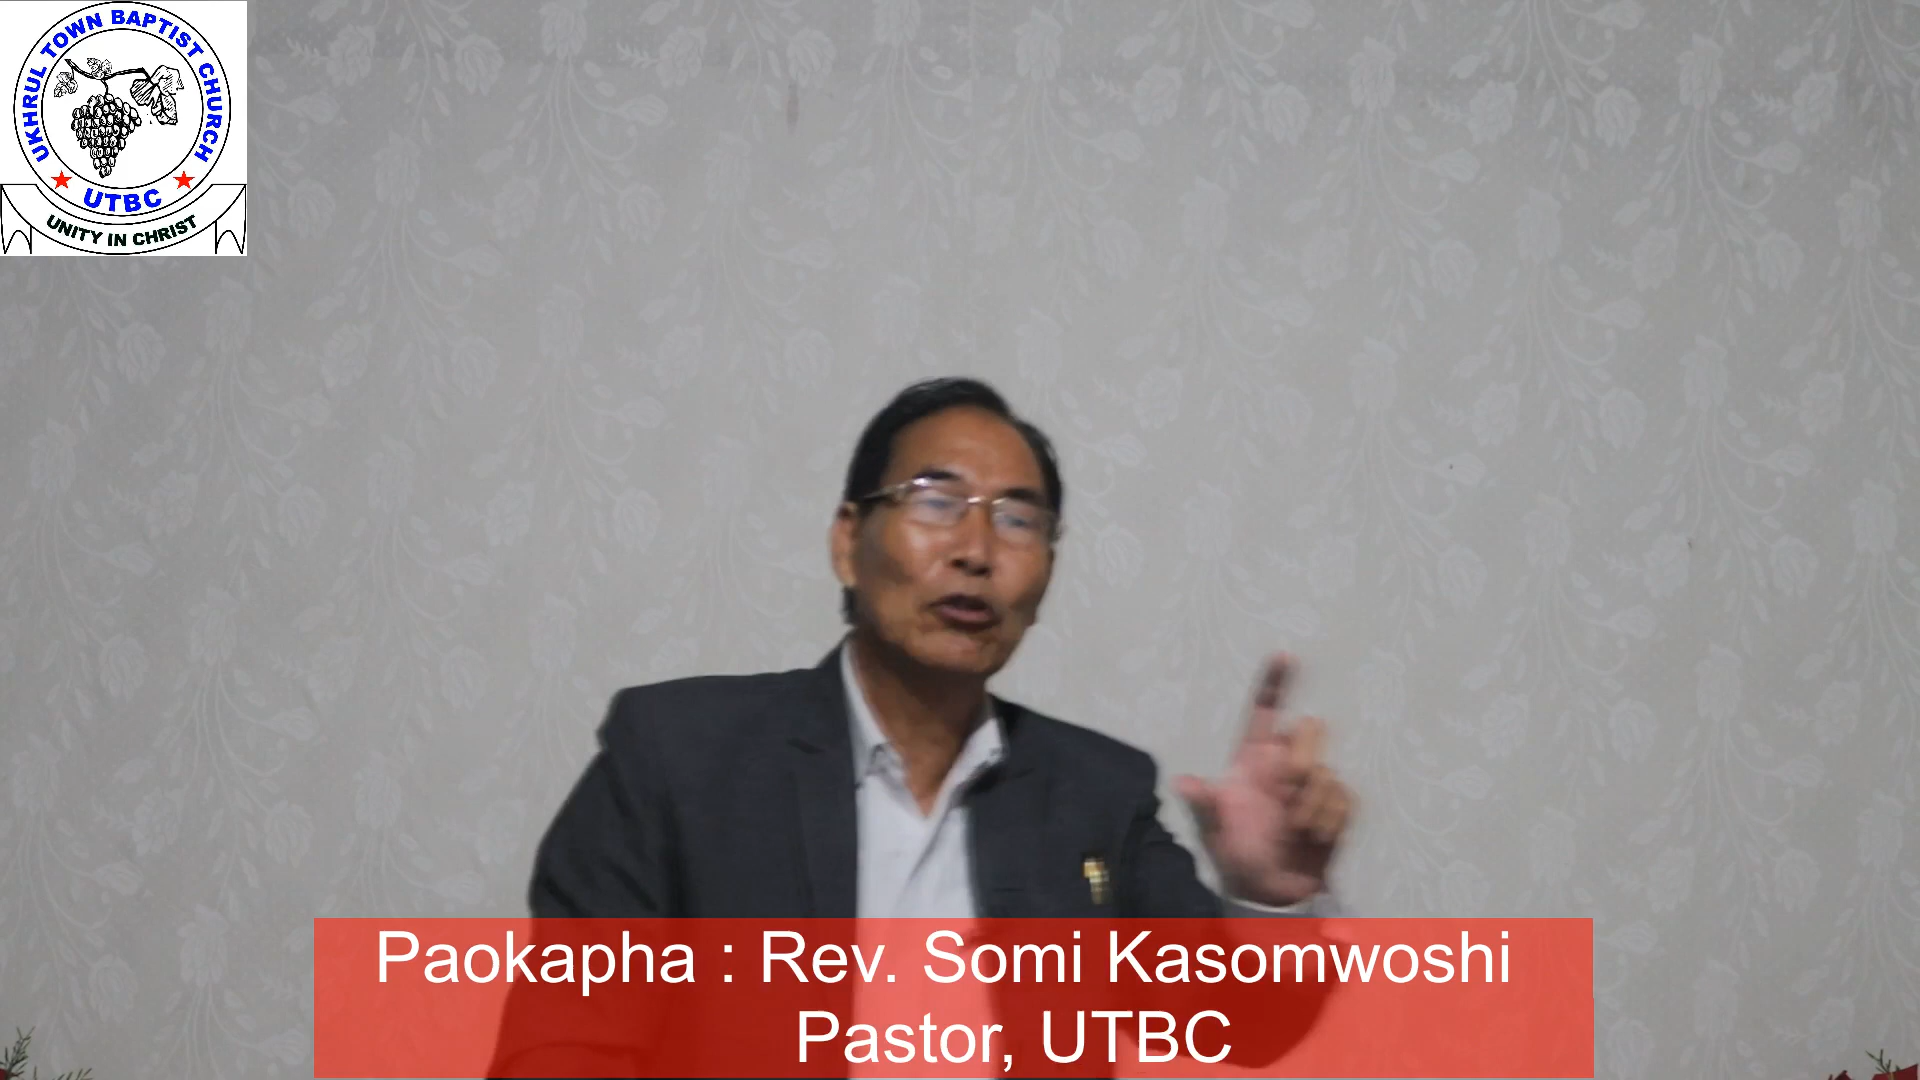 UKHRUL TOWN BAPTIST CHURCH
UTBC
UNITY IN CHRIST
Paokapha : Rev. Somi Kasomwoshi
Pastor, UTBC